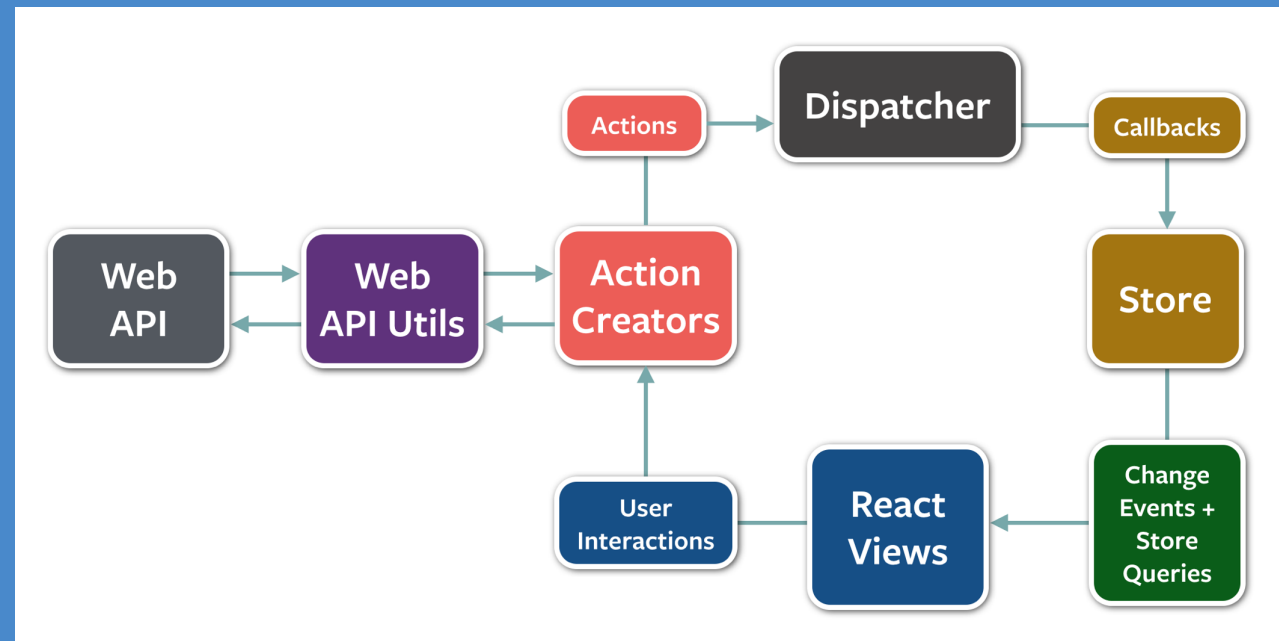 Actions
Dispatcher
Callbacks
Web
API
Web
API Utils
Action
Creators
Store
User
Interactions
React
Views
Change
Events +
Store
Queries